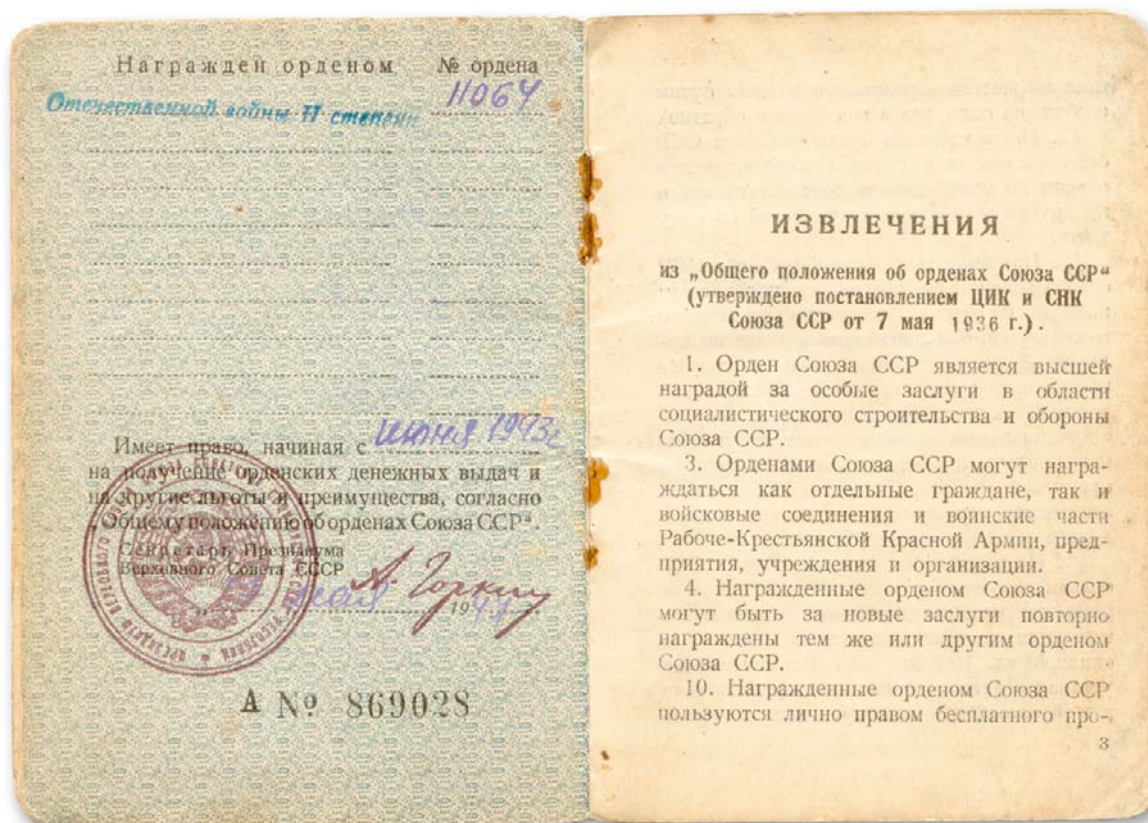 Награжден орденом № ордена
Отечественной войны II степени 11064
Имеет право, начиная с июня 1943г
на получение орденских денежных выдач и
на другие льготы и преимущества, согласно
„Общему положению об орденах Союза ССР“.
Секретарь Президиума
Верховного Совета СССР
А. Горкин
мая 1947
А № 869028
ИЗВЛЕЧЕНИЯ
из „Общего положения об орденах Союза ССР“
(утверждено постановлением ЦИК и СНК
Союза ССР от 7 мая 1936 г.).
1. Орден Союза ССР является высшей
наградой за особые заслуги в области
социалистического строительства и обороны
Союза ССР.
3. Орденами Союза ССР могут награ-
ждаться как отдельные граждане, так и
войсковые соединения и воинские части
Рабоче-Крестьянской Красной Армии, пред-
приятия, учреждения и организации.
4. Награжденные орденом Союза ССР
могут быть за новые заслуги повторно
награждены тем же или другим орденом
Союза ССР.
10. Награжденные орденом Союза ССР
пользуются лично правом бесплатного про-
3